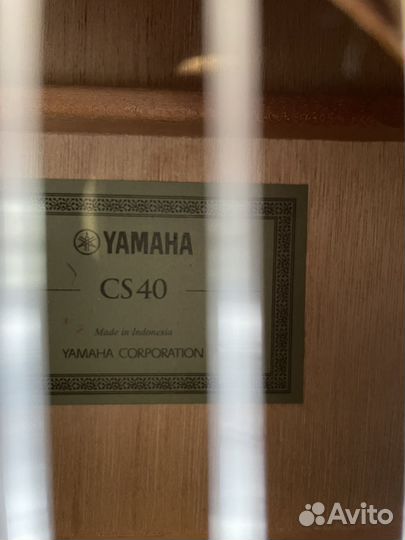 YAMAHA
CS40
Made in Indonesia
YAMAHA CORPORATION
Avito